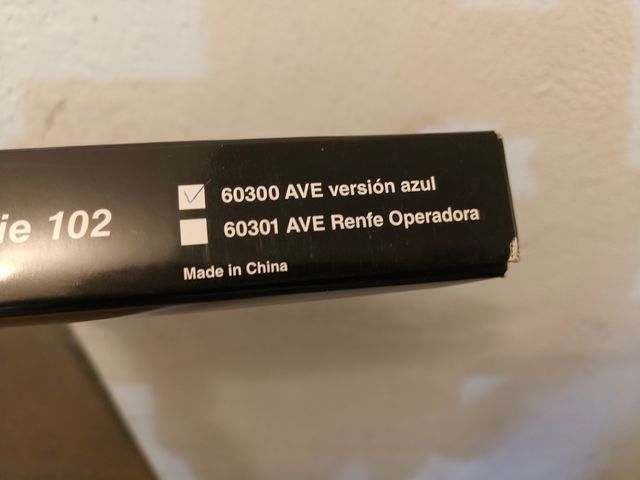 ie 102
60300 AVE versión azul
60301 AVE Renfe Operadora
Made in China